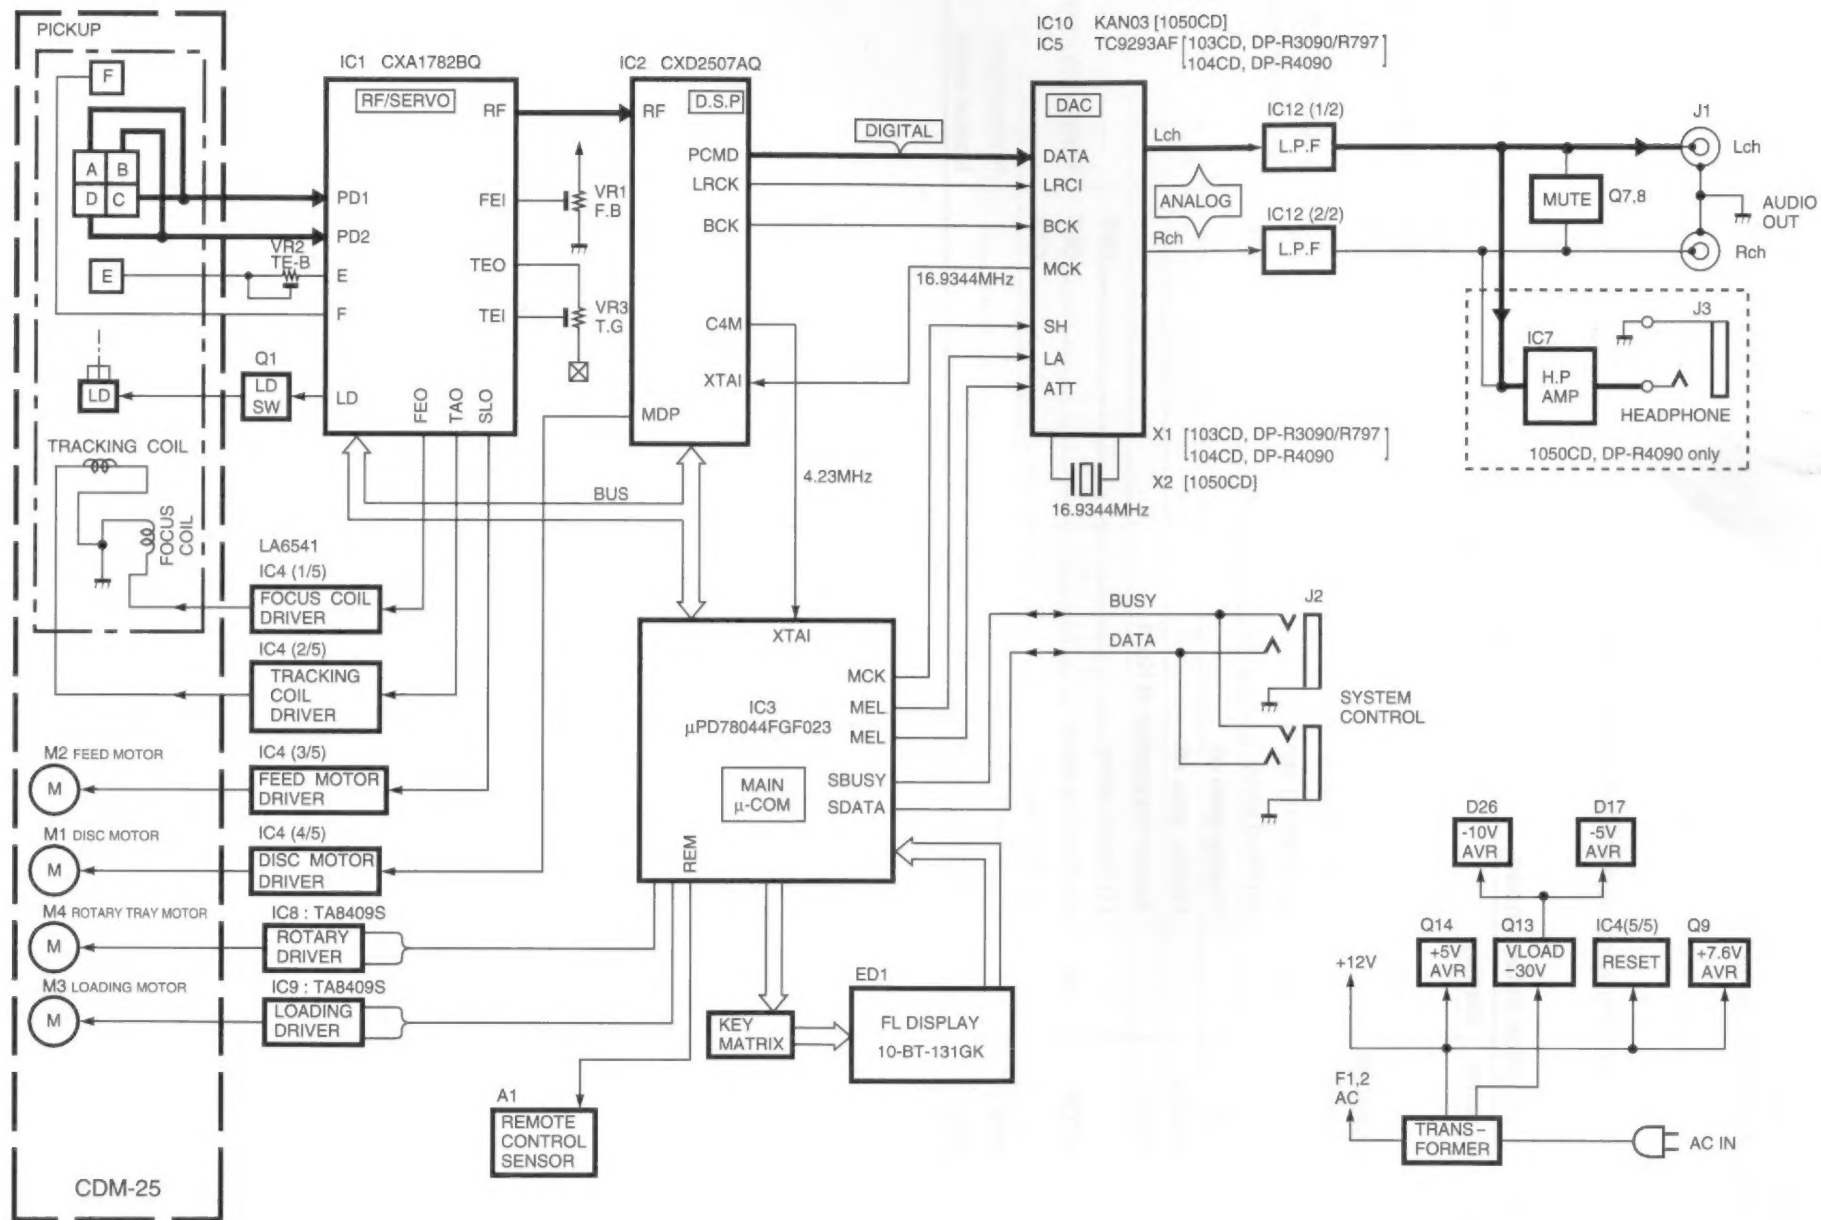 PICKUP
F
A B
D C
E
VR2
TE-B
LD
Q1
LD
SW
TRACKING COIL
FOCUS
COIL
IC1 CXA1782BQ
RF/SERVO
RF
PD1
PD2
E
F
LD
FEI
TEO
TEI
FEO
TAO
SLO
VR1
F.B
VR3
T.G
IC2 CXD2507AQ
D.S.P
RF
PCMD
LRCK
BCK
C4M
XTAI
MDP
BUS
4.23MHz
DIGITAL
16.9344MHz
IC10 KAN03 [1050CD]
IC5 TC9293AF [103CD, DP-R3090/R797
104CD, DP-R4090 ]
DAC
DATA
LRCI
BCK
MCK
SH
LA
ATT
Lch
ANALOG
Rch
IC12 (1/2)
L.P.F
IC12 (2/2)
L.P.F
MUTE
Q7,8
J1
Lch
AUDIO
OUT
Rch
J3
IC7
H.P
AMP
HEADPHONE
1050CD, DP-R4090 only
X1 [103CD, DP-R3090/R797
104CD, DP-R4090 ]
X2 [1050CD}
16.9344MHz
LA6541
IC4 (1/5)
FOCUS COIL
DRIVER
IC4 (2/5)
TRACKING
COIL
DRIVER
M2 FEED MOTOR
M
IC4 (3/5)
FEED MOTOR
DRIVER
M1 DISC MOTOR
M
IC4 (4/5)
DISC MOTOR
DRIVER
M4 ROTARY TRAY MOTOR
M
IC8 : TA8409S
ROTARY
DRIVER
M3 LOADING MOTOR
M
IC9 : TA8409S
LOADING
DRIVER
CDM-25
XTAI
IC3
μPD78044FGF023
MAIN
μ-COM
MCK
MEL
MEL
SBUSY
SDATA
REM
BUSY
DATA
J2
SYSTEM
CONTROL
KEY
MATRIX
ED1
FL DISPLAY
10-BT-131GK
A1
REMOTE
CONTROL
SENSOR
D26
-10V
AVR
D17
-5V
AVR
+12V
Q14
+5V
AVR
Q13
VLOAD
-30V
IC4(5/5)
RESET
Q9
+7.6V
AVR
F1,2
AC
TRANS-
FORMER
AC IN